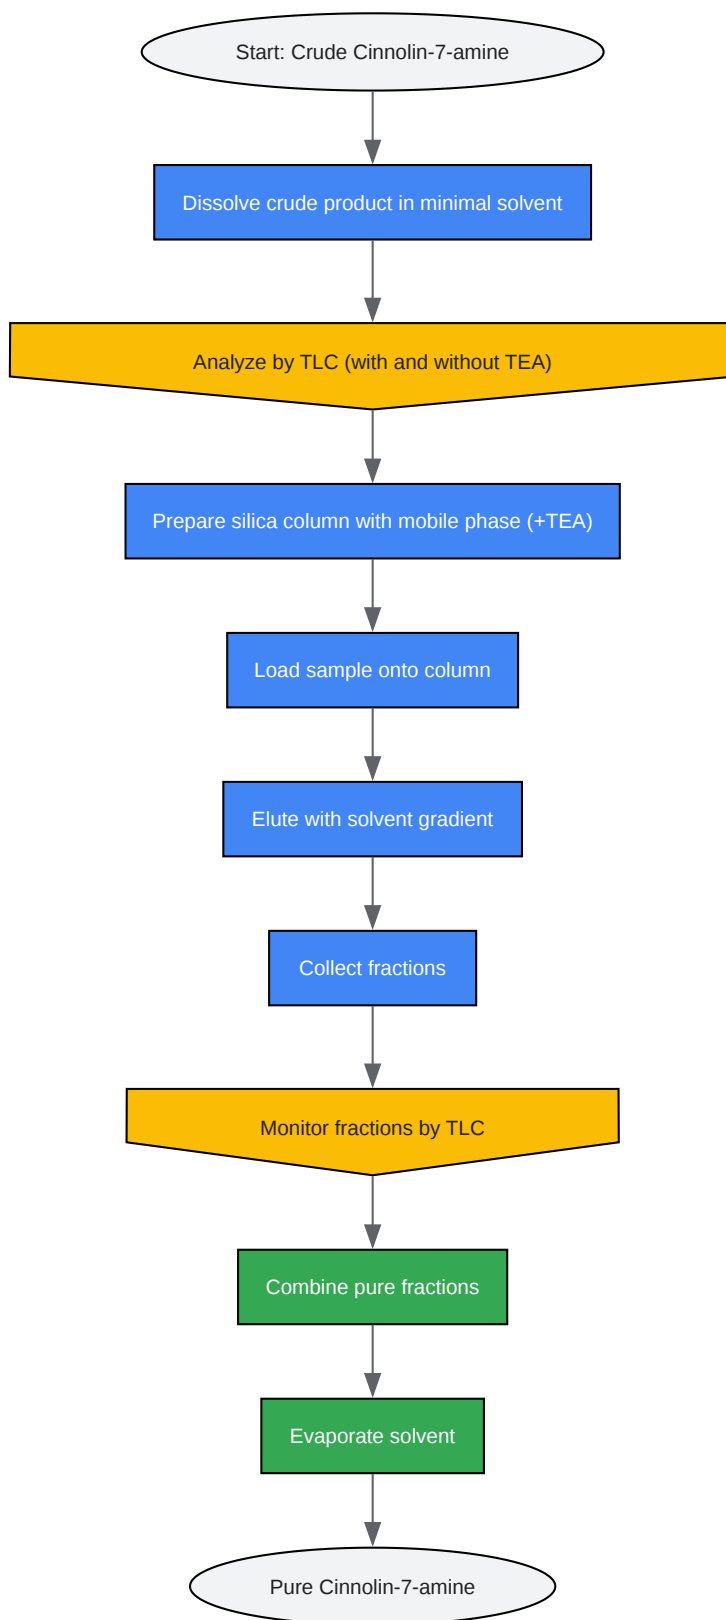 Start: Crude Cinnolin-7-amine
Dissolve crude product in minimal solvent
Analyze by TLC (with and without TEA)
Prepare silica column with mobile phase (+TEA)
Load sample onto column
Elute with solvent gradient
Collect fractions
Monitor fractions by TLC
Combine pure fractions
Evaporate solvent
Pure Cinnolin-7-amine